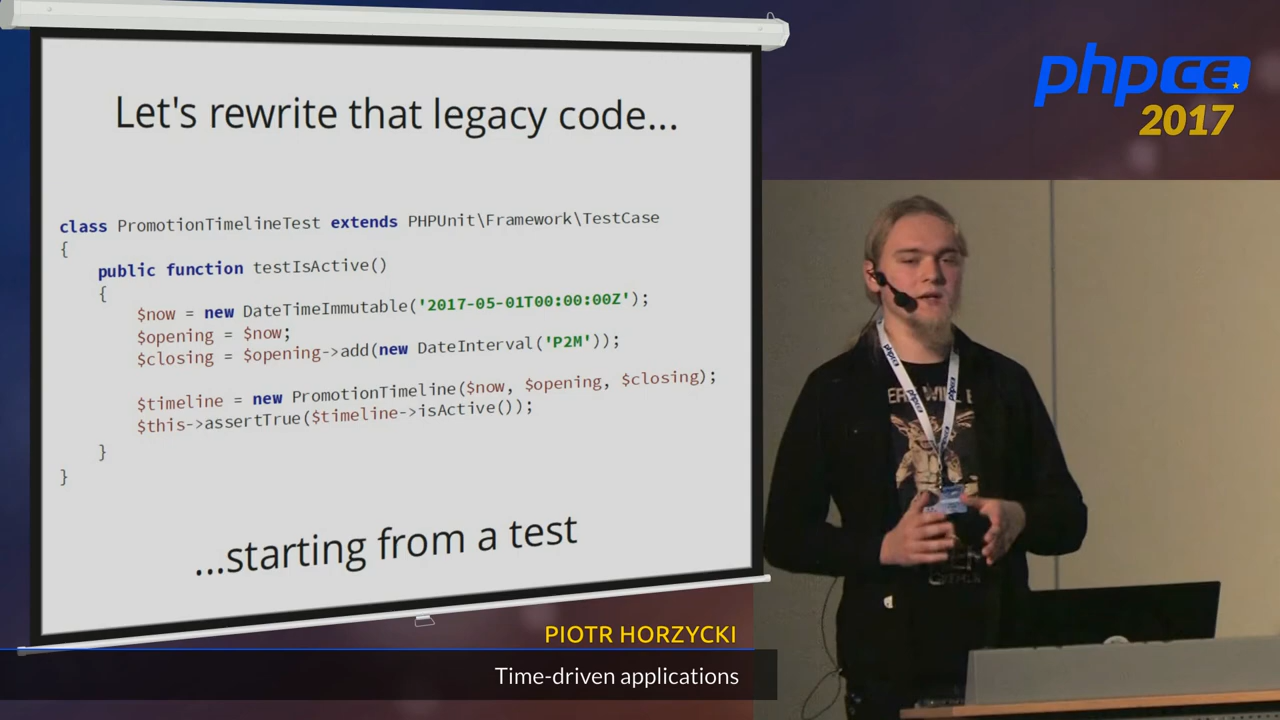 Let's rewrite that legacy code...
class PromotionTimelineTest extends PHPUnit\Framework\TestCase
{
public function testIsActive()
{
$now = new DateTimeImmutable('2017-05-01T00:00:00Z');
$opening = $now;
$closing = $opening->add(new DateInterval('P2M'));
$timeline = new PromotionTimeline($now, $opening, $closing);
$this->assertTrue($timeline->isActive());
}
}
...starting from a test
phpCE
2017
phpce
phpce
PIOTR HORZYCKI
Time-driven applications